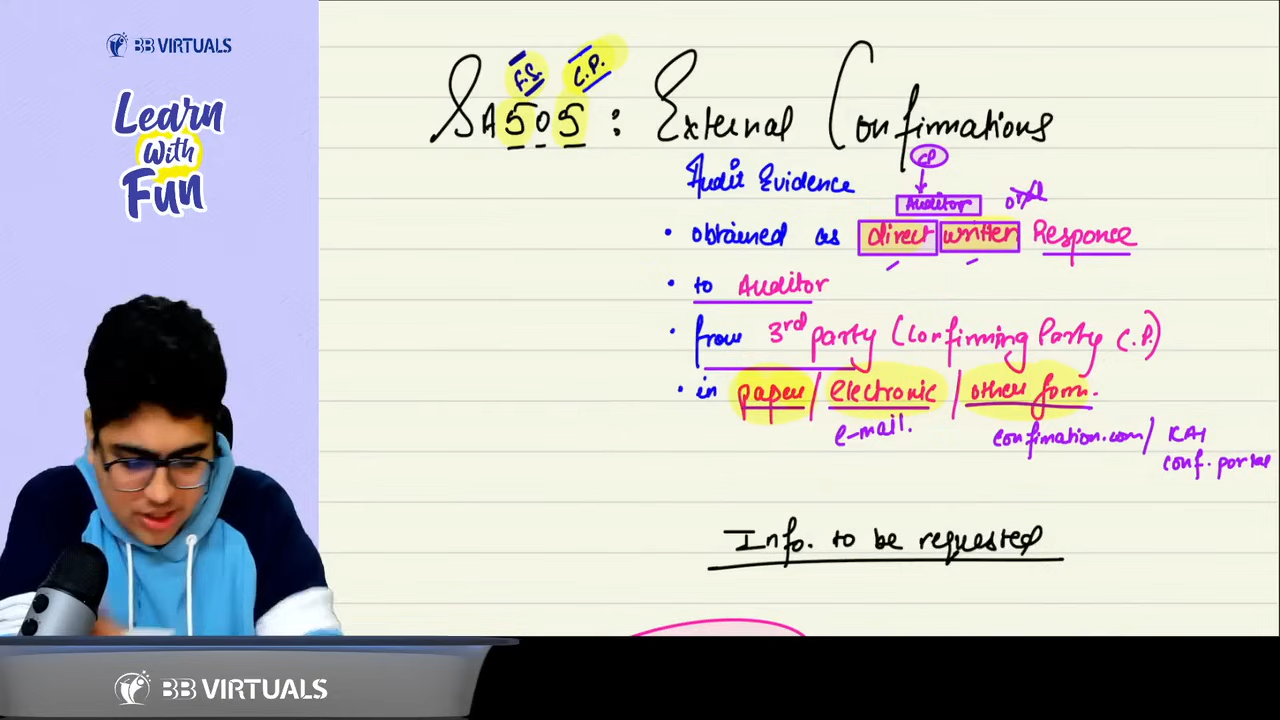 BB VIRTUALS
Learn
With
Fun
F.S. C.P.
SA 505 : External Confirmations
CP
Audit Evidence
Auditor oral
• obtained as direct written Response
• to Auditor
• from 3rd party (Confirming Party C.P.)
• in paper / electronic / other form.
e-mail. confimation.com/
conf. portal
Info. to be requested
BB VIRTUALS